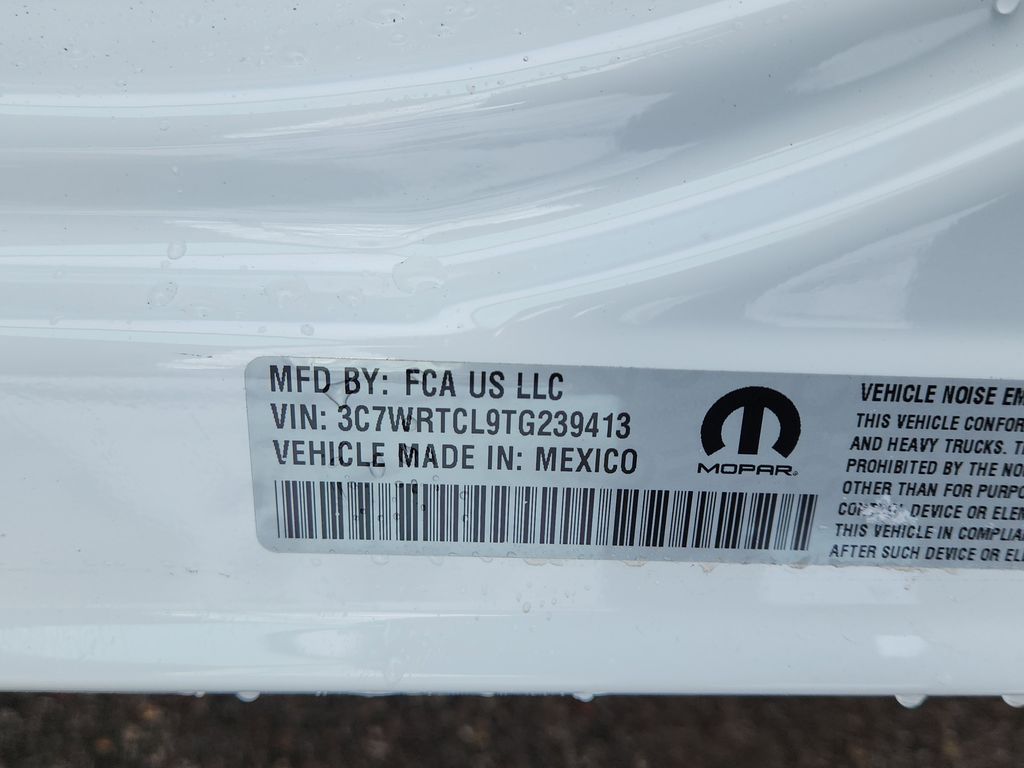 MFD BY: FCA US LLC
VIN: 3C7WRTCL9TG239413
VEHICLE MADE IN: MEXICO
MOPAR®
VEHICLE NOISE EM
THIS VEHICLE CONFOR
AND HEAVY TRUCKS. T
PROHIBITED BY THE NO
OTHER THAN FOR PURPO
DEVICE OR ELE
THIS VEHICLE IN COMPLIA
AFTER SUCH DEVICE OR EL